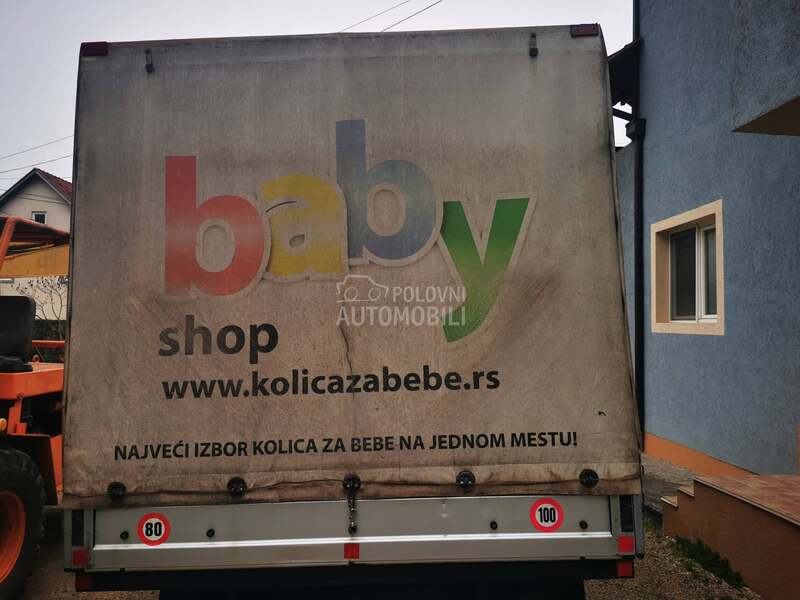 baby
POLOVNI
AUTOMOBILI
shop
www.kolicazabebe.rs
NAJVEĆI IZBOR KOLICA ZA BEBE NA JEDNOM MESTU!
80
100